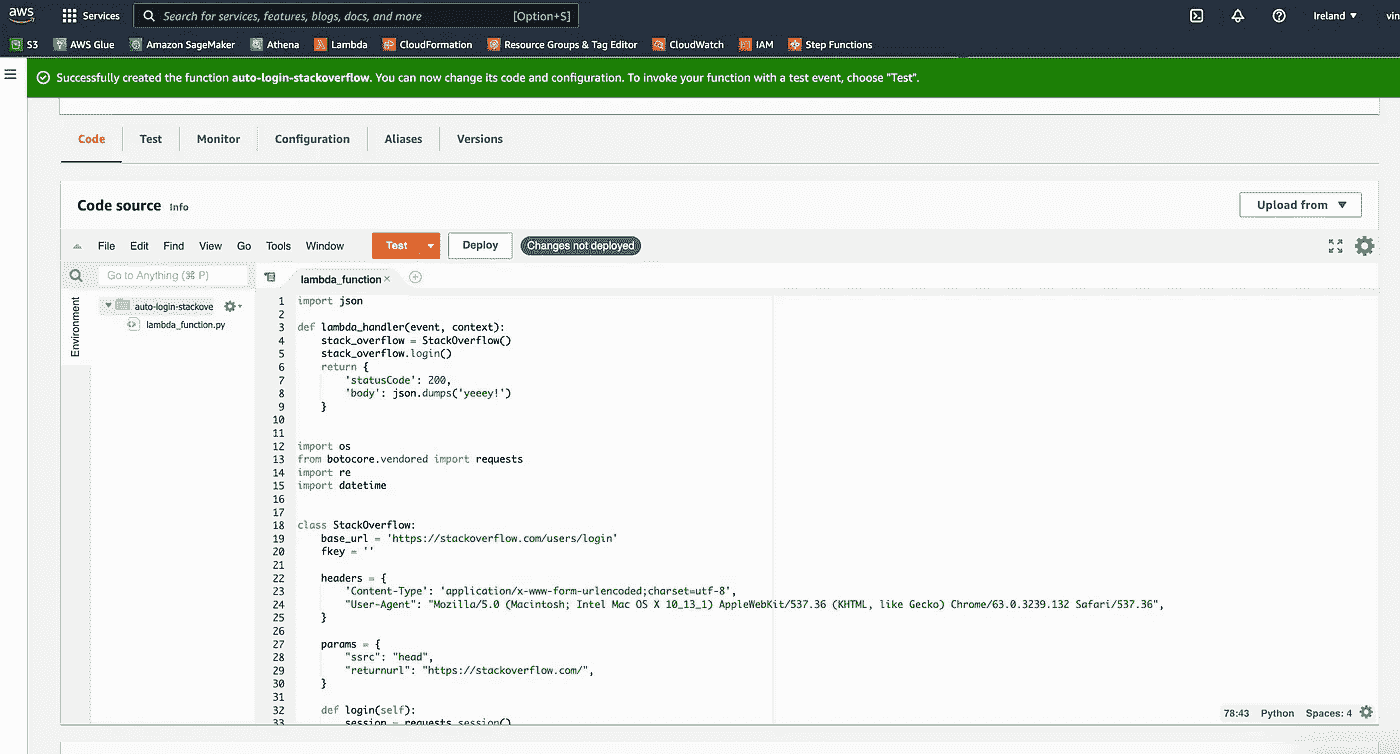 aws Services Search for services, features, blogs, docs, and more [Option+S] Ireland ▼ vin
S3 AWS Glue Amazon SageMaker Athena Lambda CloudFormation Resource Groups & Tag Editor CloudWatch IAM Step Functions
Successfully created the function auto-login-stackoverflow. You can now change its code and configuration. To invoke your function with a test event, choose "Test".
Code Test Monitor Configuration Aliases Versions
Code source Info Upload from ▼
File Edit Find View Go Tools Window Test Deploy Changes not deployed
Go to Anything (⌘ P) lambda_function ×
Environment
auto-login-stackove
lambda_function.py
1 import json
2
3 def lambda_handler(event, context):
4     stack_overflow = StackOverflow()
5     stack_overflow.login()
6     return {
7         'statusCode': 200,
8         'body': json.dumps('yeeey!')
9     }
10
11
12 import os
13 from botocore.vendored import requests
14 import re
15 import datetime
16
17
18 class StackOverflow:
19     base_url = 'https://stackoverflow.com/users/login'
20     fkey = ''
21
22     headers = {
23         'Content-Type': 'application/x-www-form-urlencoded;charset=utf-8',
24         "User-Agent": "Mozilla/5.0 (Macintosh; Intel Mac OS X 10_13_1) AppleWebKit/537.36 (KHTML, like Gecko) Chrome/63.0.3239.132 Safari/537.36",
25     }
26
27     params = {
28         "ssrc": "head",
29         "returnurl": "https://stackoverflow.com/",
30     }
31
32     def login(self):
33         session = requests.session()
78:43 Python Spaces: 4